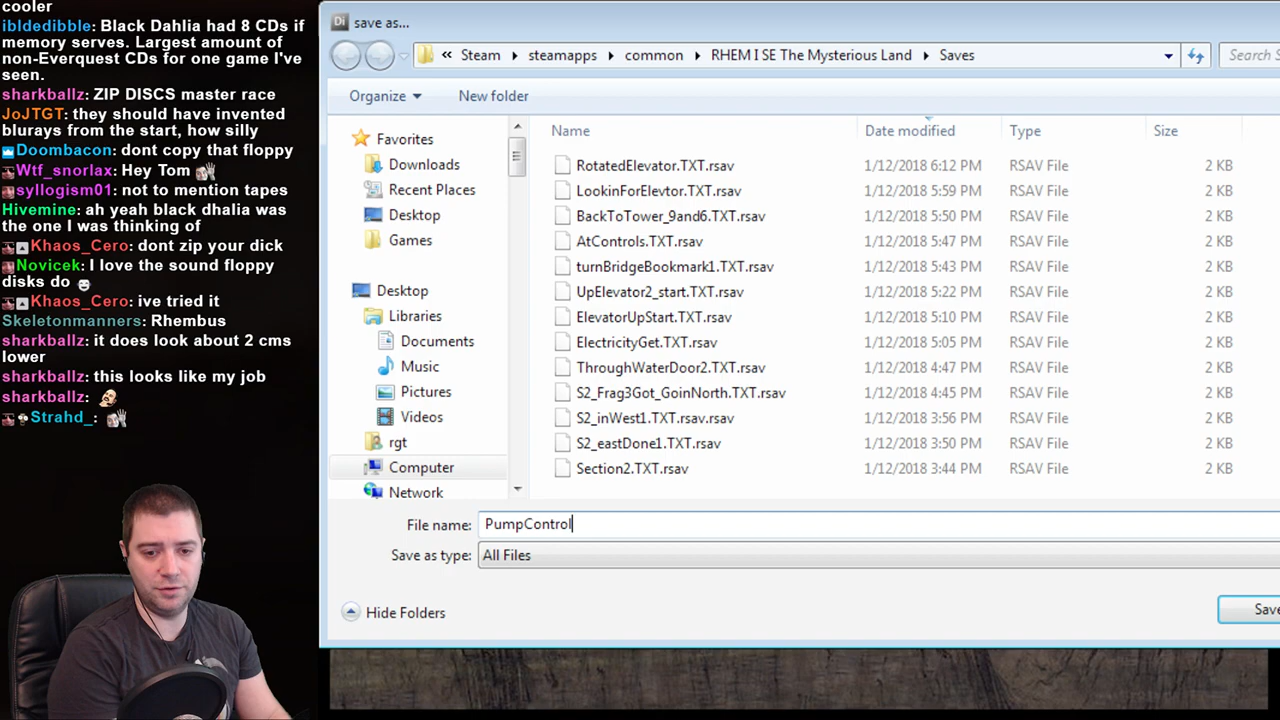 cooler
ibldedibble: Black Dahlia had 8 CDs if
memory serves. Largest amount of
non-Everquest CDs for one game I've
seen.
sharkballz: ZIP DISCS master race
JoJTGT: they should have invented
blurays from the start, how silly
Doombacon: dont copy that floppy
Wtf_snorlax: Hey Tom
syllogism01: not to mention tapes
Hivemine: ah yeah black dhalia was
the one I was thinking of
Khaos_Cero: dont zip your dick
Novicek: I love the sound floppy
disks do
Khaos_Cero: ive tried it
Skeletonmanners: Rhembus
sharkballz: it does look about 2 cms
lower
sharkballz: this looks like my job
sharkballz:
Strahd_:
Di save as...
« Steam steamapps common RHEM I SE The Mysterious Land Saves Search S
Organize New folder
Favorites
Downloads
Recent Places
Desktop
Games
Desktop
Libraries
Documents
Music
Pictures
Videos
rgt
Computer
Network
Name Date modified Type Size
RotatedElevator.TXT.rsav 1/12/2018 6:12 PM RSAV File 2 KB
LookinForElevtor.TXT.rsav 1/12/2018 5:59 PM RSAV File 2 KB
BackToTower_9and6.TXT.rsav 1/12/2018 5:50 PM RSAV File 2 KB
AtControls.TXT.rsav 1/12/2018 5:47 PM RSAV File 2 KB
turnBridgeBookmark1.TXT.rsav 1/12/2018 5:43 PM RSAV File 2 KB
UpElevator2_start.TXT.rsav 1/12/2018 5:22 PM RSAV File 2 KB
ElevatorUpStart.TXT.rsav 1/12/2018 5:10 PM RSAV File 2 KB
ElectricityGet.TXT.rsav 1/12/2018 5:05 PM RSAV File 2 KB
ThroughWaterDoor2.TXT.rsav 1/12/2018 4:47 PM RSAV File 2 KB
S2_Frag3Got_GoinNorth.TXT.rsav 1/12/2018 4:30 PM RSAV File 2 KB
S2_inWest1.TXT.rsav.rsav 1/12/2018 3:56 PM RSAV File 2 KB
S2_eastDone1.TXT.rsav 1/12/2018 3:50 PM RSAV File 2 KB
Section2.TXT.rsav 1/12/2018 3:44 PM RSAV File 2 KB
File name: PumpControl
Save as type: All Files
Hide Folders Save